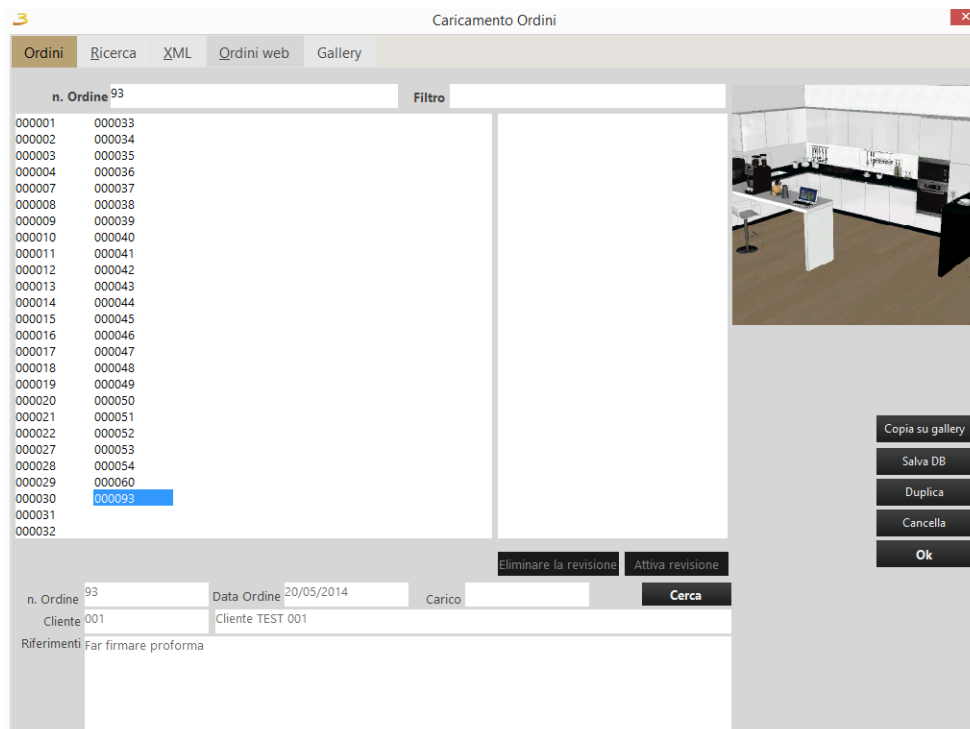 Caricamento Ordini
Ordini Ricerca XML Ordini web Gallery
n. Ordine 93 Filtro
000001 000033
000002 000034
000003 000035
000004 000036
000007 000037
000008 000038
000009 000039
000010 000040
000011 000041
000012 000042
000013 000043
000014 000044
000015 000045
000016 000046
000017 000047
000018 000048
000019 000049
000020 000050
000021 000051
000022 000052
000027 000053
000028 000054
000029 000060
000030 000093
000031
000032
Copia su gallery
Salva DB
Duplica
Cancella
Ok
Eliminare la revisione Attiva revisione
n. Ordine 93 Data Ordine 20/05/2014 Carico Cerca
Cliente 001 Cliente TEST 001
Riferimenti Far firmare proforma